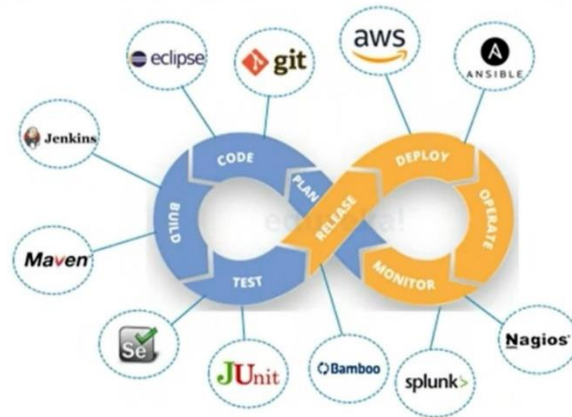 aws
eclipse
git
ANSIBLE
Jenkins
CODE
DEPLOY
PLAN
BUILD
RELEASE
OPERATE
Maven
TEST
MONITOR
Se
JUnit
Bamboo
splunk>
Nagios®